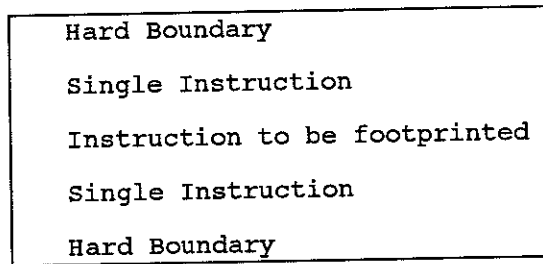 Hard Boundary
Single Instruction
Instruction to be footprinted
Single Instruction
Hard Boundary